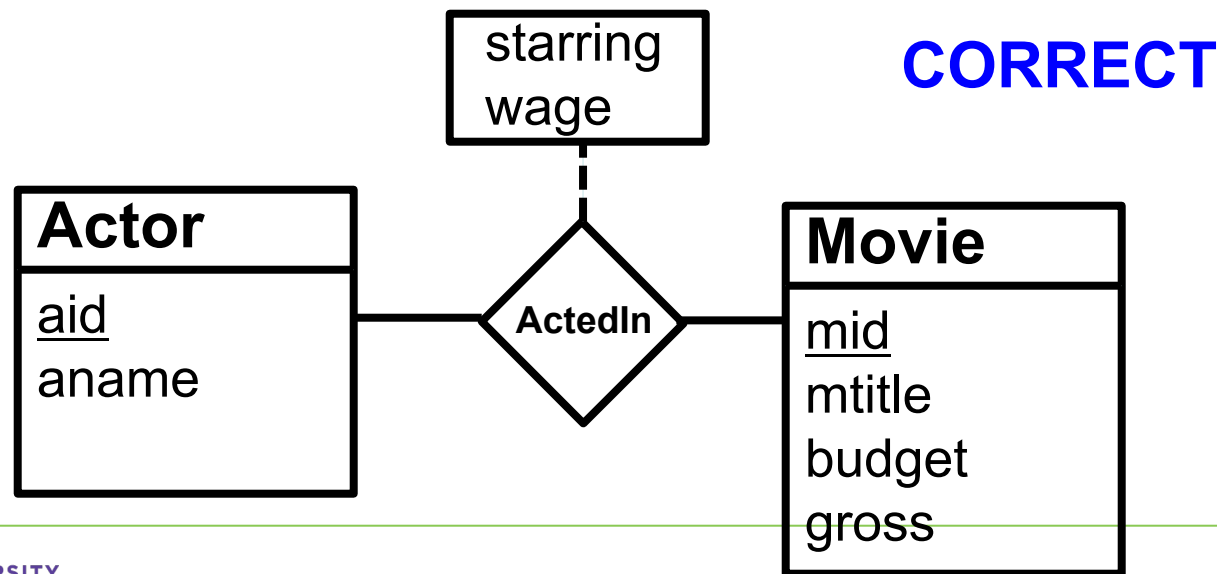 starring
wage
CORRECT
Actor
aid
aname
ActedIn
Movie
mid
mtitle
budget
gross